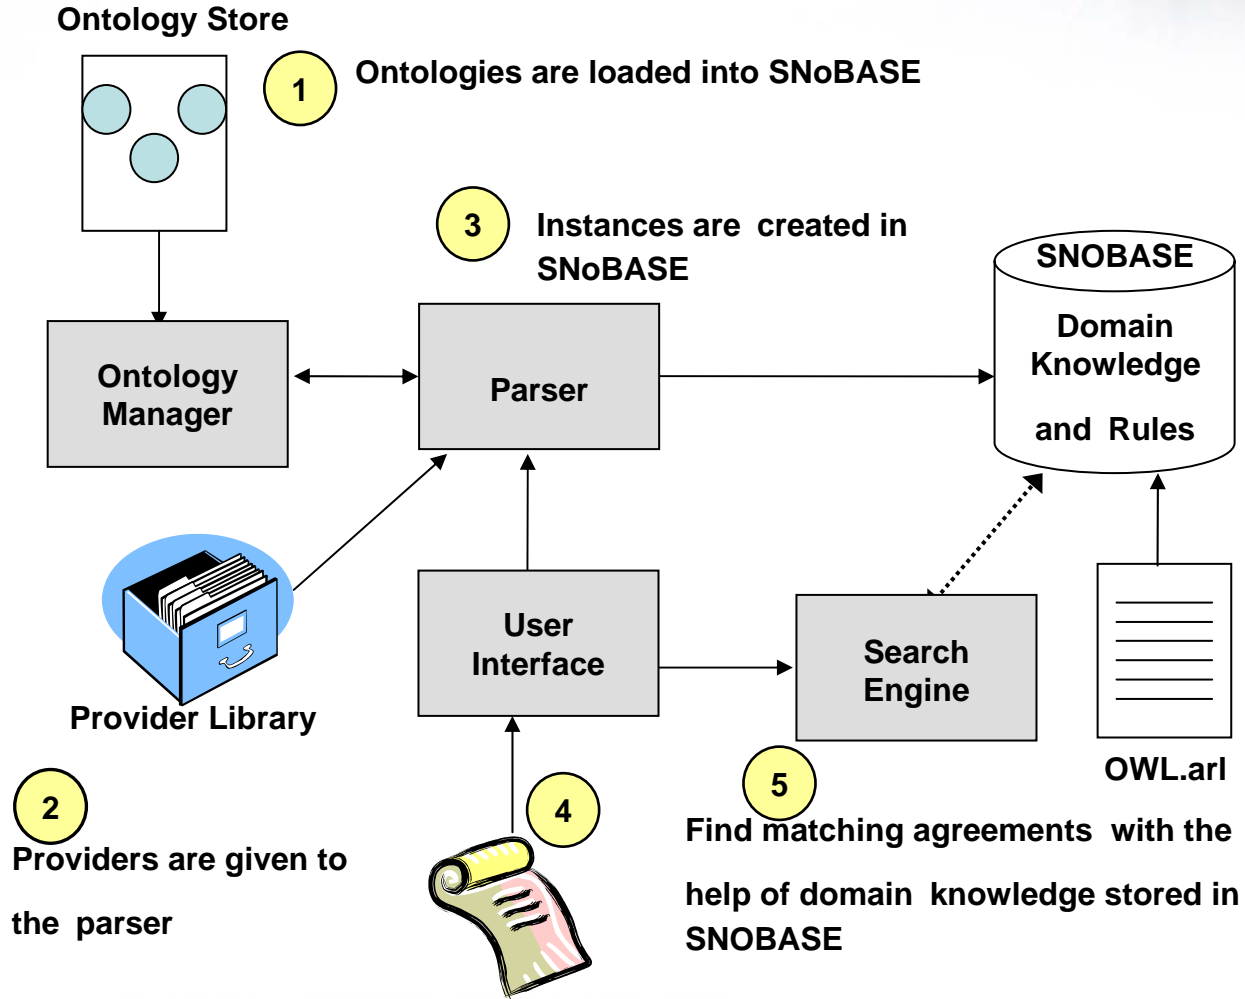 Ontology Store
1
Ontologies are loaded into SNoBASE
3
Instances are created in
SNoBASE
SNOBASE
Domain
Knowledge
and Rules
Ontology
Manager
Parser
User
Interface
Search
Engine
Provider Library
OWL.arl
2
Providers are given to
the parser
4
5
Find matching agreements with the
help of domain knowledge stored in
SNOBASE